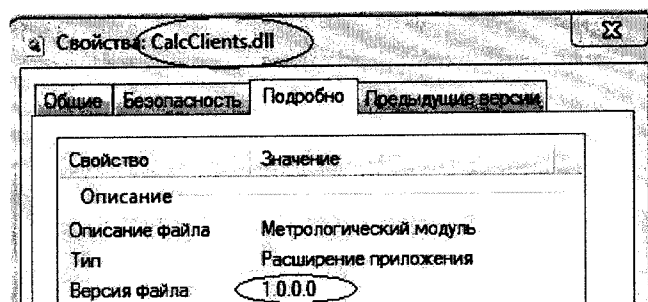 Свойства: CalcClients.dll
Общие Безопасность Подробно Предыдущие версии
Свойство Значение
Описание
Описание файла Метрологический модуль
Тип Расширение приложения
Версия файла 1.0.0.0